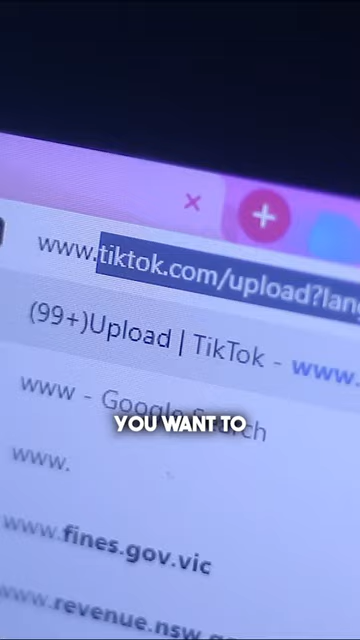 www.tiktok.com/upload?lang
(99+)Upload | TikTok - www.
www - Google Search
YOU WANT TO
www.
www.fines.gov.vic
www.revenue.nsw.g